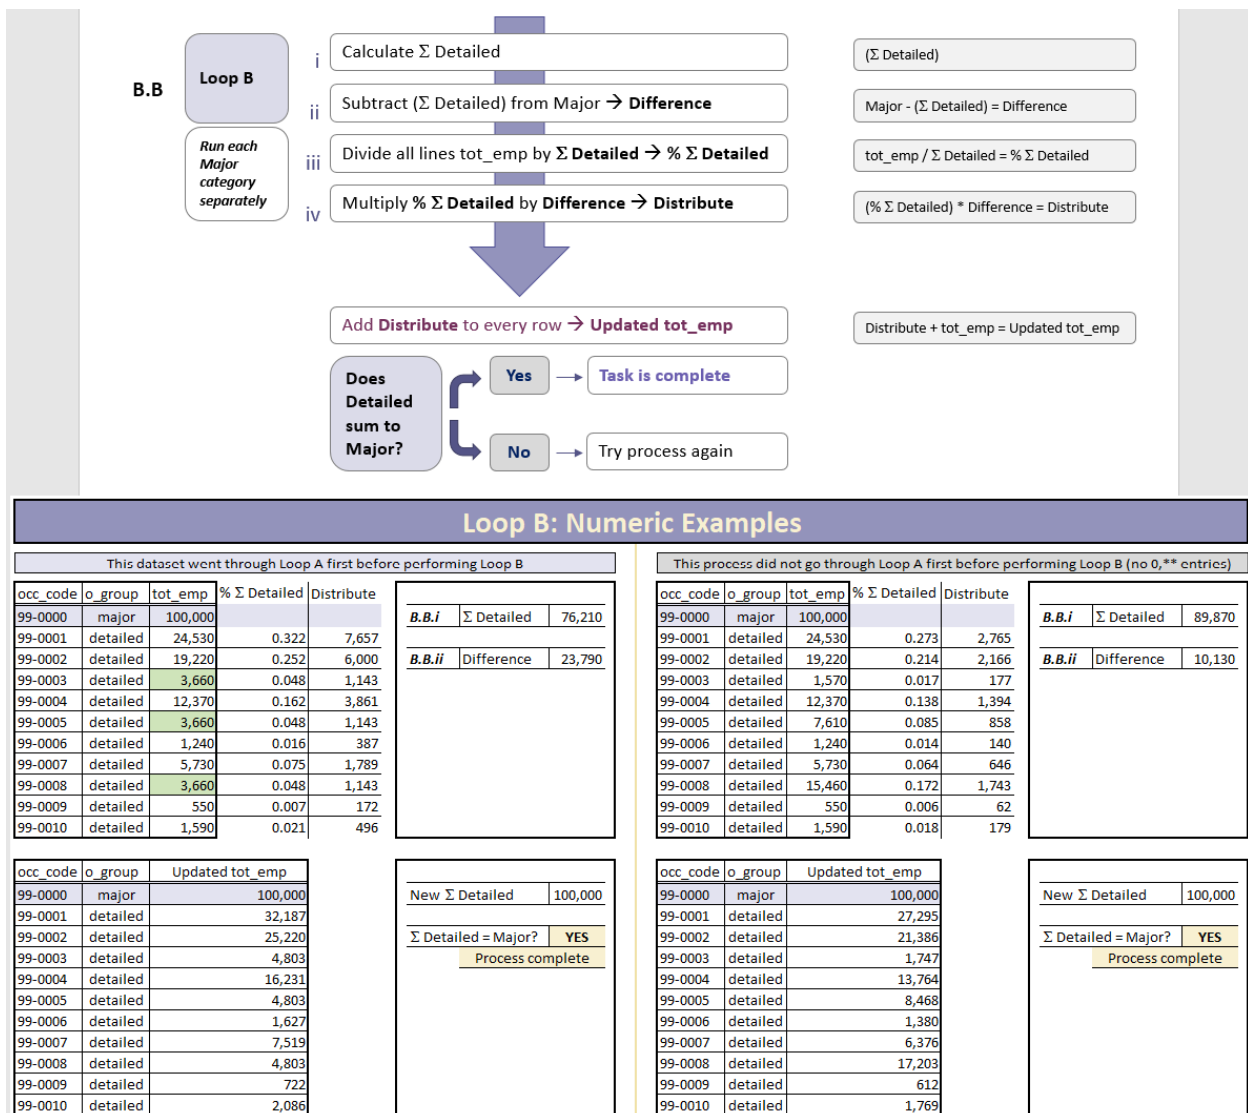 B.B
Loop B
Run each
Major
category
separately
i
Calculate Σ Detailed
(Σ Detailed)
ii
Subtract (Σ Detailed) from Major → Difference
Major - (Σ Detailed) = Difference
iii
Divide all lines tot_emp by Σ Detailed → % Σ Detailed
tot_emp / Σ Detailed = % Σ Detailed
iv
Multiply % Σ Detailed by Difference → Distribute
(% Σ Detailed) * Difference = Distribute
Add Distribute to every row → Updated tot_emp
Distribute + tot_emp = Updated tot_emp
Does
Detailed
sum to
Major?
Yes → Task is complete
No → Try process again
Loop B: Numeric Examples
This dataset went through Loop A first before performing Loop B
occ_code o_group tot_emp % Σ Detailed Distribute
99-0000 major 100,000
99-0001 detailed 24,530 0.322 7,657
99-0002 detailed 19,220 0.252 6,000
99-0003 detailed 3,660 0.048 1,143
99-0004 detailed 12,370 0.162 3,861
99-0005 detailed 3,660 0.048 1,143
99-0006 detailed 1,240 0.016 387
99-0007 detailed 5,730 0.075 1,789
99-0008 detailed 3,660 0.048 1,143
99-0009 detailed 550 0.007 172
99-0010 detailed 1,590 0.021 496
B.B.i Σ Detailed 76,210
B.B.ii Difference 23,790
occ_code o_group Updated tot_emp
99-0000 major 100,000
99-0001 detailed 32,187
99-0002 detailed 25,220
99-0003 detailed 4,803
99-0004 detailed 16,231
99-0005 detailed 4,803
99-0006 detailed 1,627
99-0007 detailed 7,519
99-0008 detailed 4,803
99-0009 detailed 722
99-0010 detailed 2,086
New Σ Detailed 100,000
Σ Detailed = Major? YES
Process complete
This process did not go through Loop A first before performing Loop B (no 0,** entries)
occ_code o_group tot_emp % Σ Detailed Distribute
99-0000 major 100,000
99-0001 detailed 24,530 0.273 2,765
99-0002 detailed 19,220 0.214 2,166
99-0003 detailed 1,570 0.017 177
99-0004 detailed 12,370 0.138 1,394
99-0005 detailed 7,610 0.085 858
99-0006 detailed 1,240 0.014 140
99-0007 detailed 5,730 0.064 646
99-0008 detailed 15,460 0.172 1,743
99-0009 detailed 550 0.006 62
99-0010 detailed 1,590 0.018 179
B.B.i Σ Detailed 89,870
B.B.ii Difference 10,130
occ_code o_group Updated tot_emp
99-0000 major 100,000
99-0001 detailed 27,295
99-0002 detailed 21,386
99-0003 detailed 1,747
99-0004 detailed 13,764
99-0005 detailed 8,468
99-0006 detailed 1,380
99-0007 detailed 6,376
99-0008 detailed 17,203
99-0009 detailed 612
99-0010 detailed 1,769
New Σ Detailed 100,000
Σ Detailed = Major? YES
Process complete